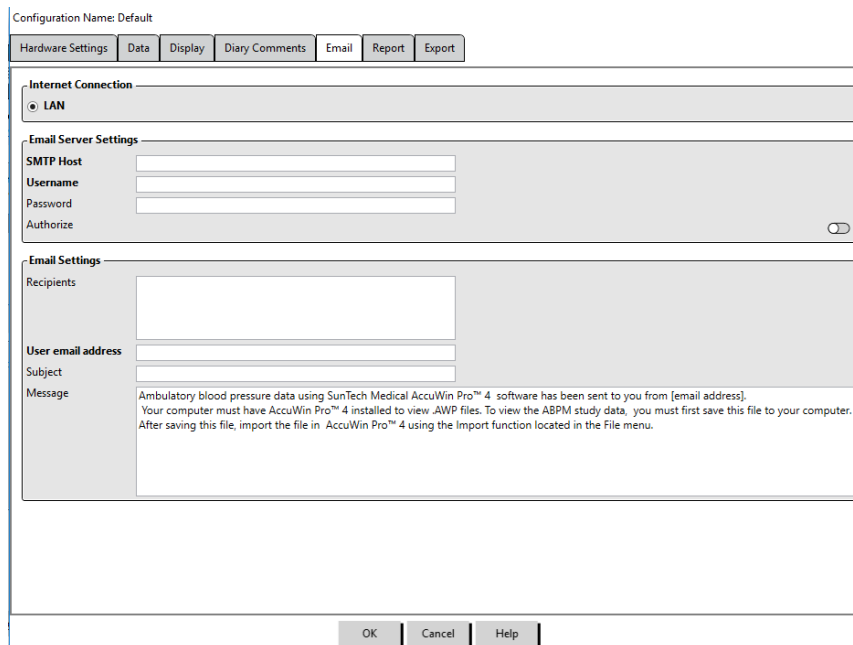 Configuration Name: Default
Hardware Settings Data Display Diary Comments Email Report Export
Internet Connection
LAN
Email Server Settings
SMTP Host
Username
Password
Authorize
Email Settings
Recipients
User email address
Subject
Message
Ambulatory blood pressure data using SunTech Medical AccuWin Pro™ 4 software has been sent to you from [email address].
Your computer must have AccuWin Pro™ 4 installed to view .AWP files. To view the ABPM study data, you must first save this file to your computer.
After saving this file, import the file in AccuWin Pro™ 4 using the Import function located in the File menu.
OK Cancel Help